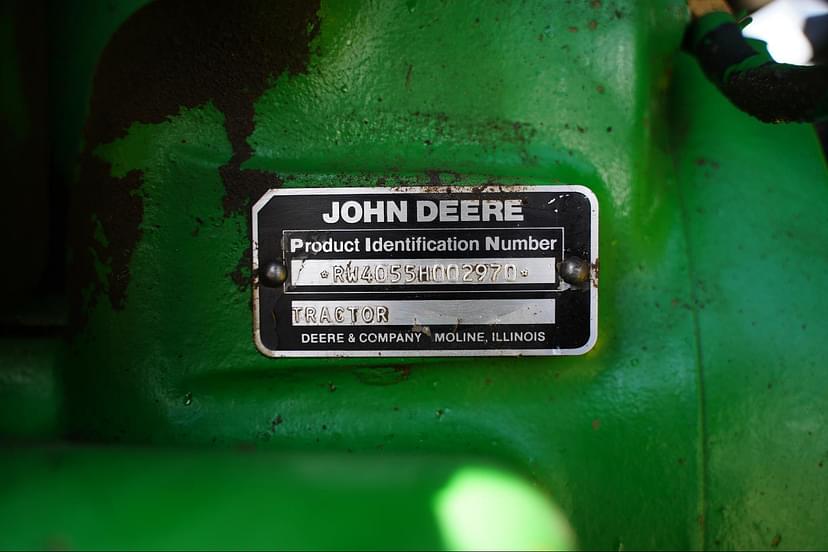 JOHN DEERE
Product Identification Number
*RW4055H002970*
TRACTOR
DEERE & COMPANY MOLINE, ILLINOIS